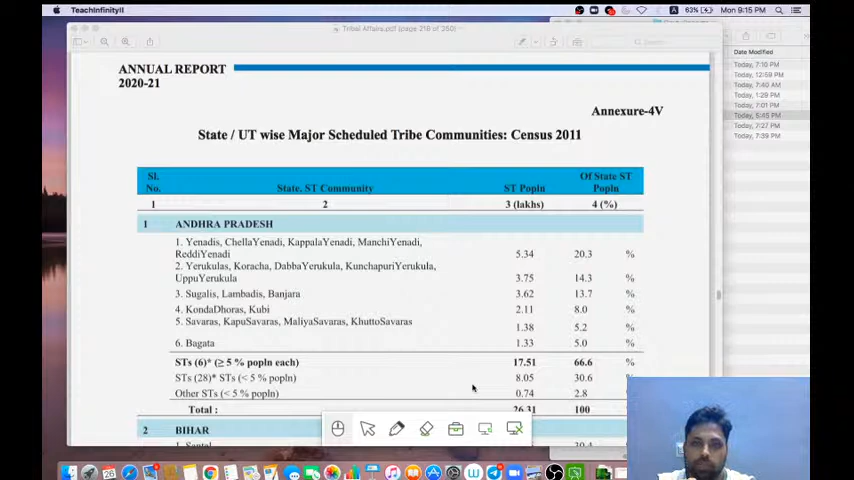 TeachInfinityII
63%
A
Mon 9:15 PM
Tribal Affairs.pdf (page 218 of 350)
Search
Date Modified
Today, 7:10 PM
Today, 12:59 PM
Today, 7:40 AM
Today, 1:29 PM
Today, 7:01 PM
Today, 5:45 PM
Today, 7:27 PM
Today, 7:39 PM
ANNUAL REPORT
2020-21
Annexure-4V
State / UT wise Major Scheduled Tribe Communities: Census 2011
Sl. No. State. ST Community ST Popln Of State ST Popln
1 2 3 (lakhs) 4 (%)
1 ANDHRA PRADESH
1. Yenadis, ChellaYenadi, KappalaYenadi, ManchiYenadi,
ReddiYenadi 5.34 20.3 %
2. Yerukulas, Koracha, DabbaYerukula, KunchapuriYerukula,
UppuYerukula 3.75 14.3 %
3. Sugalis, Lambadis, Banjara 3.62 13.7 %
4. KondaDhoras, Kubi 2.11 8.0 %
5. Savaras, KapuSavaras, MaliyaSavaras, KhuttoSavaras
1.38 5.2 %
6. Bagata 1.33 5.0 %
STs (6)* (≥ 5 % popln each) 17.51 66.6 %
STs (28)* STs (< 5 % popln) 8.05 30.6 %
Other STs (< 5 % popln) 0.74 2.8 %
Total : 26.31 100
2 BIHAR
1. Santal